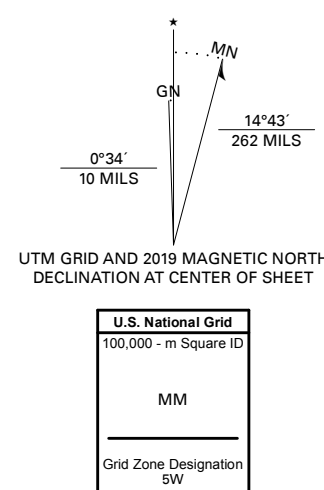 ★
MN
GN
14°43´
262 MILS
0°34´
10 MILS
UTM GRID AND 2019 MAGNETIC NORTH
DECLINATION AT CENTER OF SHEET
U.S. National Grid
100,000 - m Square ID
MM
Grid Zone Designation
5W